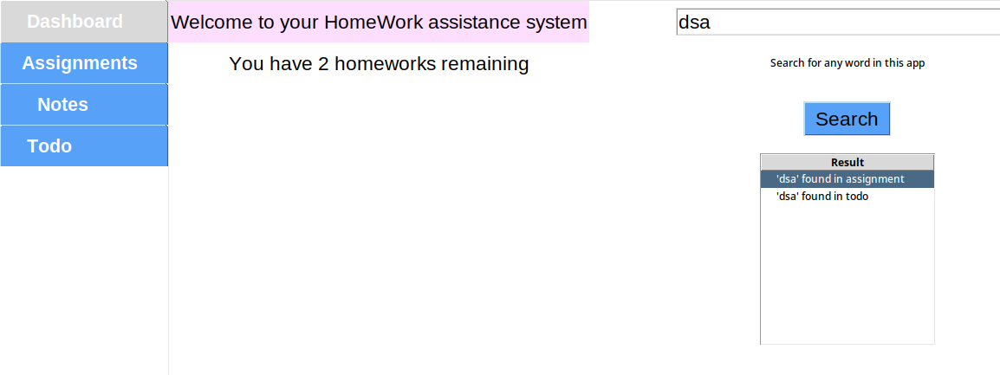 Dashboard
Assignments
Notes
Todo
Welcome to your HomeWork assistance system
You have 2 homeworks remaining
dsa
Search for any word in this app
Search
Result
'dsa' found in assignment
'dsa' found in todo